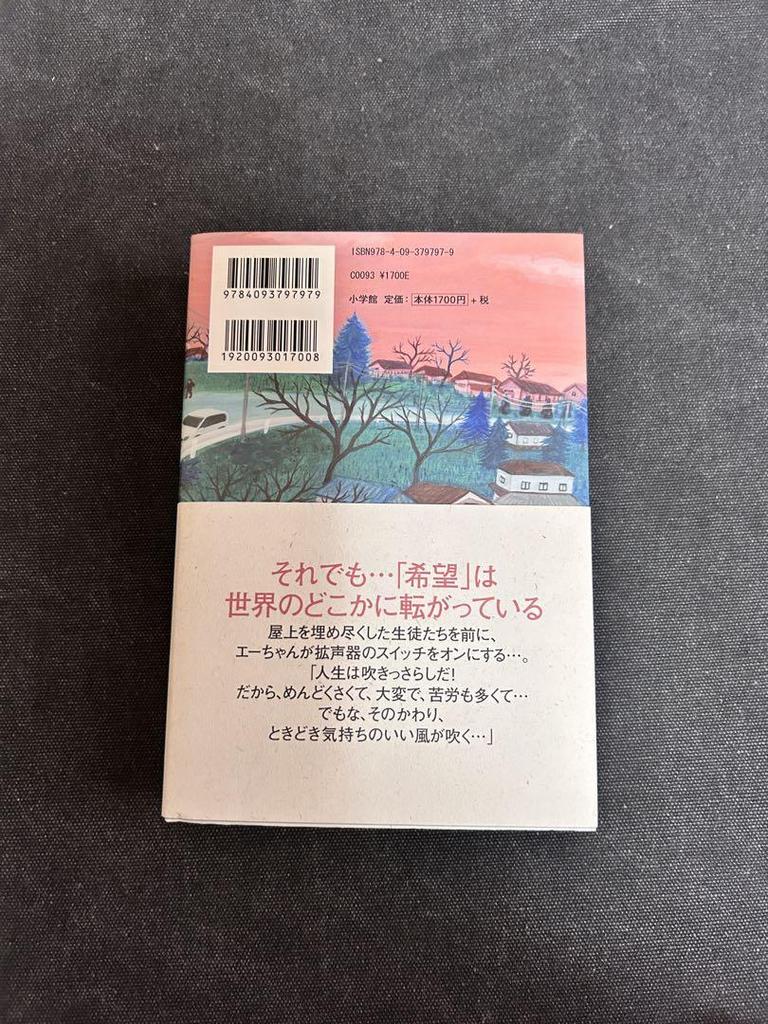 ISBN978-4-09-379797-9
9784093797979
C0093 ¥1700E
小学館 定価：本体1700円+税
1920093017008
それでも…「希望」は
世界のどこかに転がっている
屋上を埋め尽くした生徒たちを前に、
エーちゃんが拡声器のスイッチをオンにする…。
「人生は吹きっさらしだ！
だから、めんどくさくて、大変で、苦労も多くて…
でもな、そのかわり、
ときどき気持ちのいい風が吹く…」